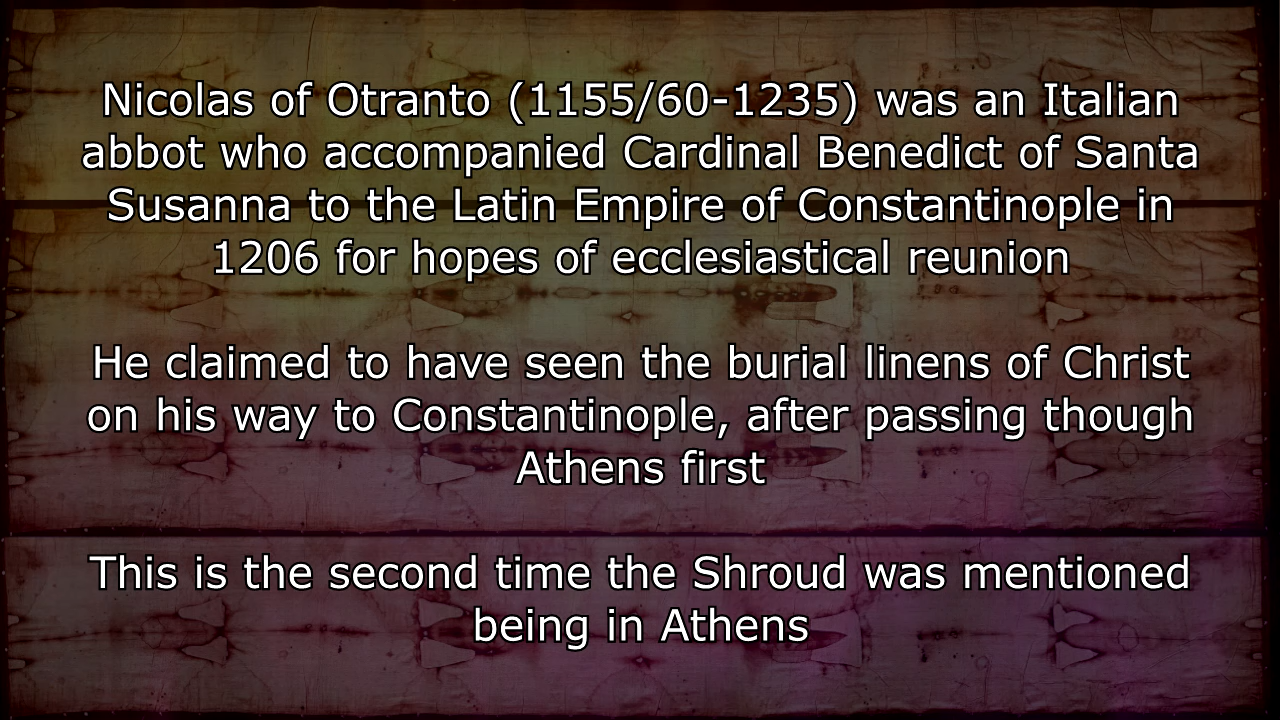 Nicolas of Otranto (1155/60-1235) was an Italian
abbot who accompanied Cardinal Benedict of Santa
Susanna to the Latin Empire of Constantinople in
1206 for hopes of ecclesiastical reunion
He claimed to have seen the burial linens of Christ
on his way to Constantinople, after passing though
Athens first
This is the second time the Shroud was mentioned
being in Athens